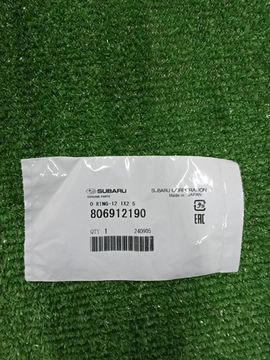 SUBARU
GENUINE PARTS
SUBARU CORPORATION
Made in JAPAN
O RING-12.1X2.5
806912190
QTY 1
240905
EAC